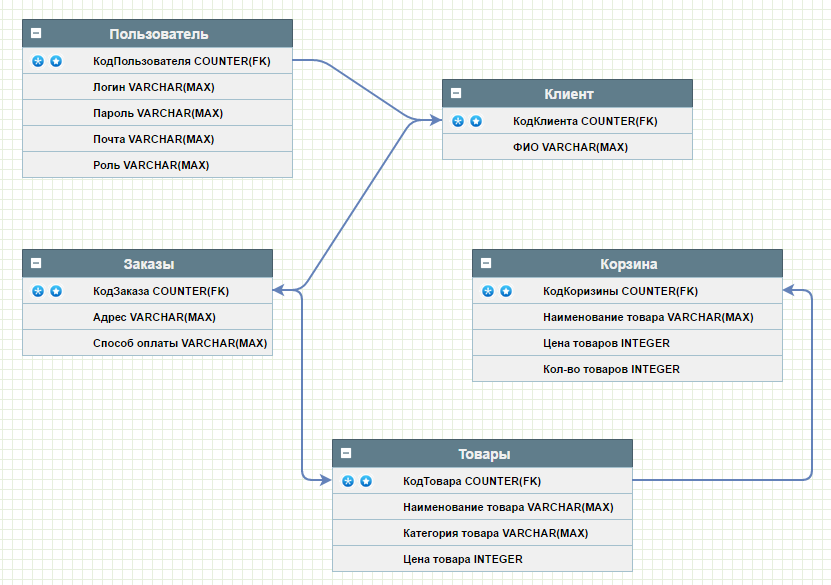 Пользователь
КодПользователя COUNTER(FK)
Логин VARCHAR(MAX)
Пароль VARCHAR(MAX)
Почта VARCHAR(MAX)
Роль VARCHAR(MAX)
Клиент
КодКлиента COUNTER(FK)
ФИО VARCHAR(MAX)
Заказы
КодЗаказа COUNTER(FK)
Адрес VARCHAR(MAX)
Способ оплаты VARCHAR(MAX)
Корзина
КодКоризины COUNTER(FK)
Наименование товара VARCHAR(MAX)
Цена товаров INTEGER
Кол-во товаров INTEGER
Товары
КодТовара COUNTER(FK)
Наименование товара VARCHAR(MAX)
Категория товара VARCHAR(MAX)
Цена товара INTEGER